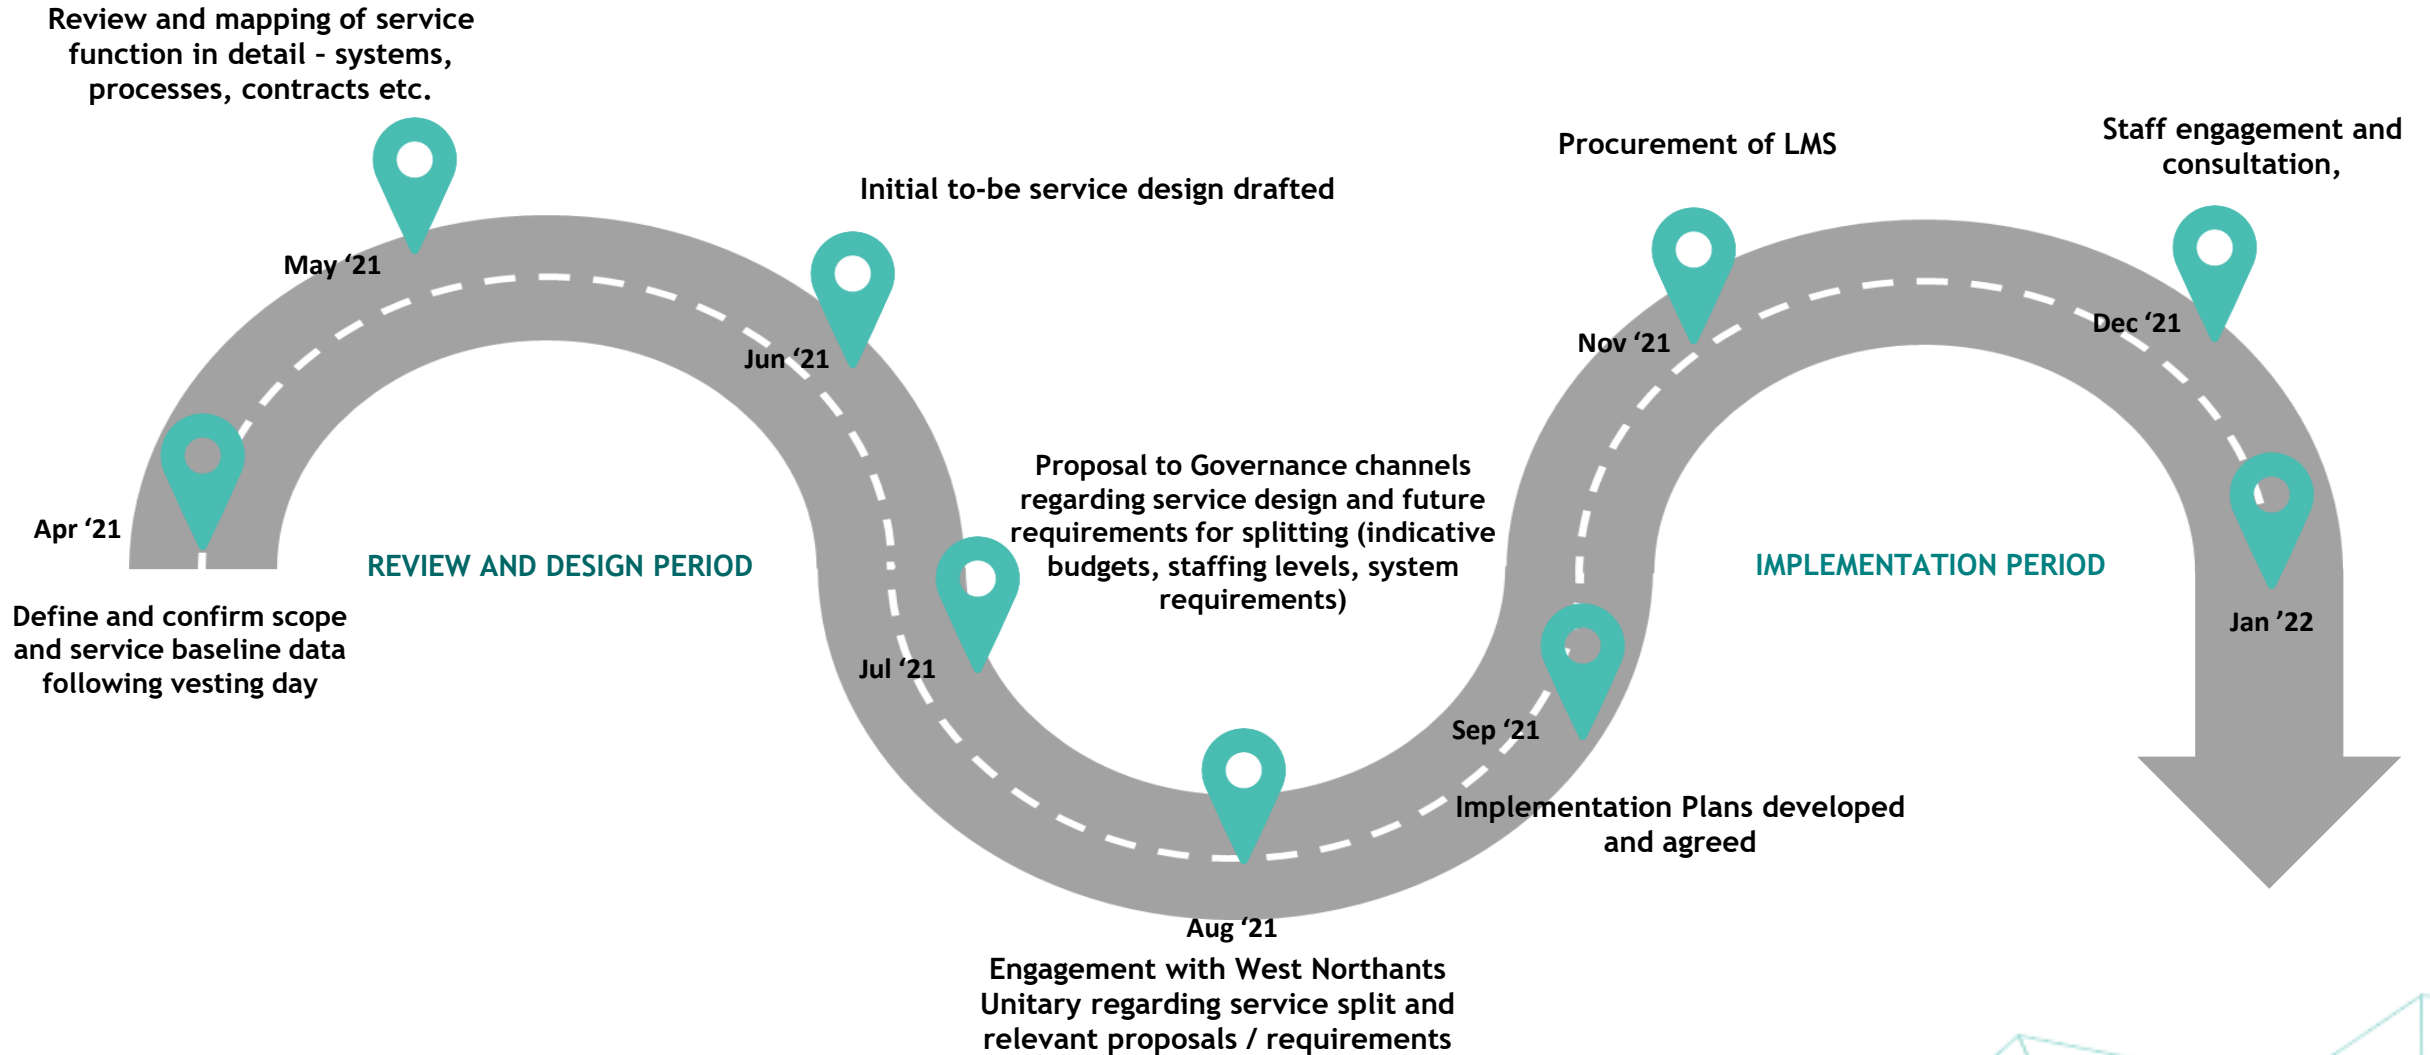 Review and mapping of service
function in detail – systems,
processes, contracts etc.
May ‘21
Apr ‘21
Define and confirm scope
and service baseline data
following vesting day
REVIEW AND DESIGN PERIOD
Initial to-be service design drafted
Jun ‘21
Proposal to Governance channels
regarding service design and future
requirements for splitting (indicative
budgets, staffing levels, system
requirements)
Jul ‘21
Aug ‘21
Engagement with West Northants
Unitary regarding service split and
relevant proposals / requirements
Sep ‘21
Implementation Plans developed
and agreed
Procurement of LMS
Nov ‘21
IMPLEMENTATION PERIOD
Staff engagement and
consultation,
Dec ‘21
Jan ’22